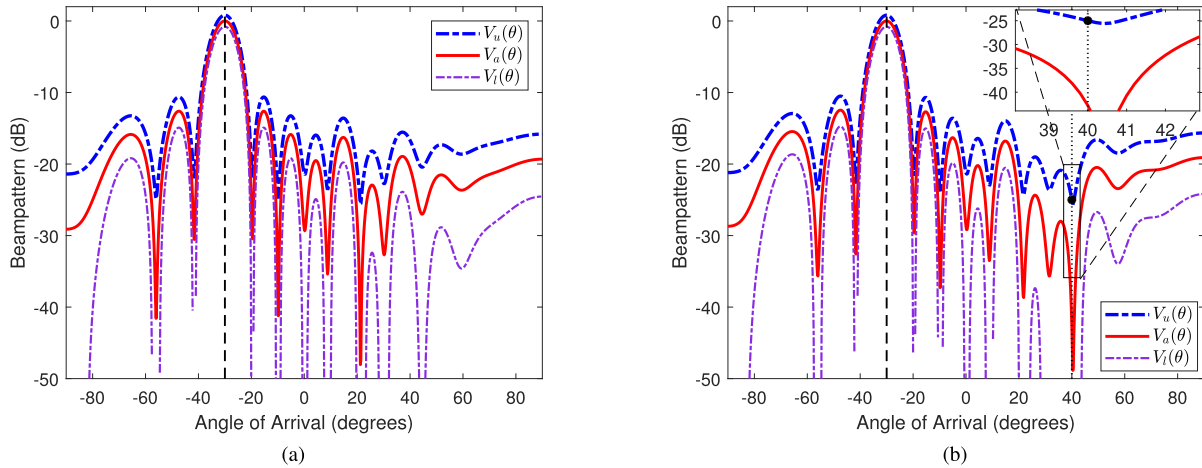 0
-10
-20
-30
-40
-50
Beampattern (dB)
-80 -60 -40 -20 0 20 40 60 80
Angle of Arrival (degrees)
V_u(θ)
V_a(θ)
V_l(θ)
(a)
0
-10
-20
-30
-40
-50
Beampattern (dB)
-80 -60 -40 -20 0 20 40 60 80
Angle of Arrival (degrees)
-25
-30
-35
-40
39 40 41 42
V_u(θ)
V_a(θ)
V_l(θ)
(b)